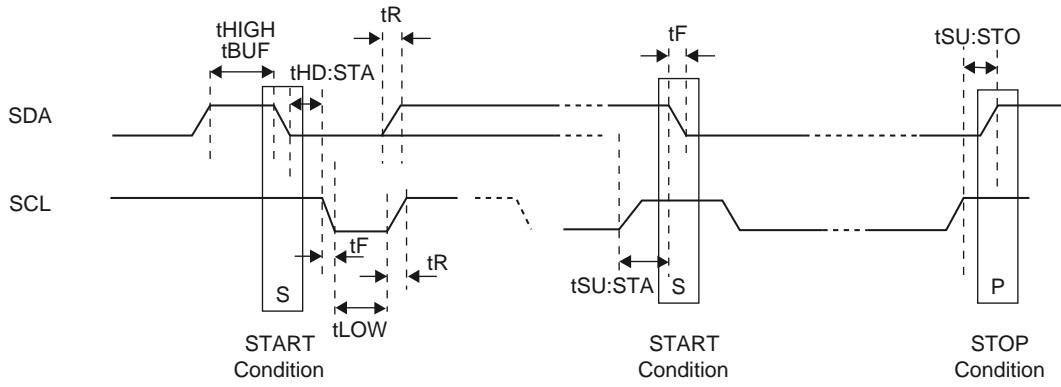 tHIGH
tBUF
tR
tHD:STA
tF
tSU:STO
SDA
SCL
tF
tR
tLOW
tSU:STA
S
S
P
START
Condition
START
Condition
STOP
Condition